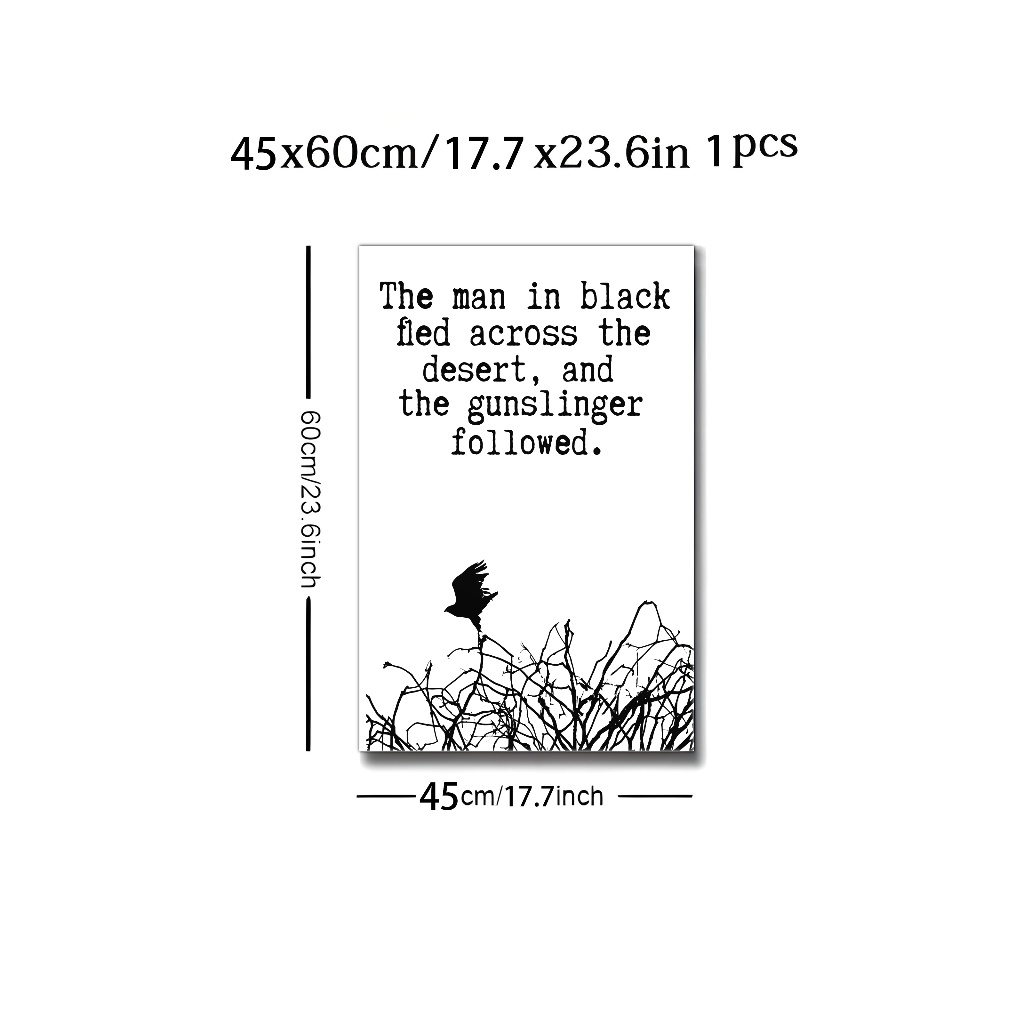 45x60cm/17.7 x23.6in 1pcs
The man in black
fled across the
desert, and
the gunslinger
followed.
60cm/23.6inch
45cm/17.7inch